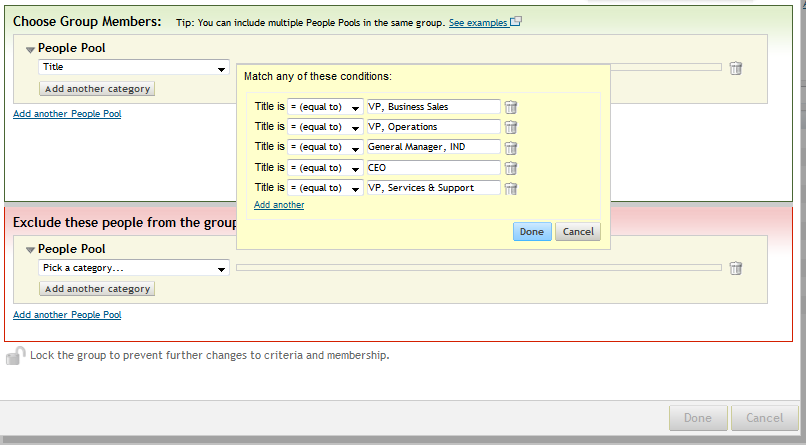 Choose Group Members: Tip: You can include multiple People Pools in the same group. See examples
People Pool
Title
Add another category
Add another People Pool
Match any of these conditions:
Title is = (equal to) VP, Business Sales
Title is = (equal to) VP, Operations
Title is = (equal to) General Manager, IND
Title is = (equal to) CEO
Title is = (equal to) VP, Services & Support
Add another
Done Cancel
Exclude these people from the group
People Pool
Pick a category...
Add another category
Add another People Pool
Lock the group to prevent further changes to criteria and membership.
Done Cancel